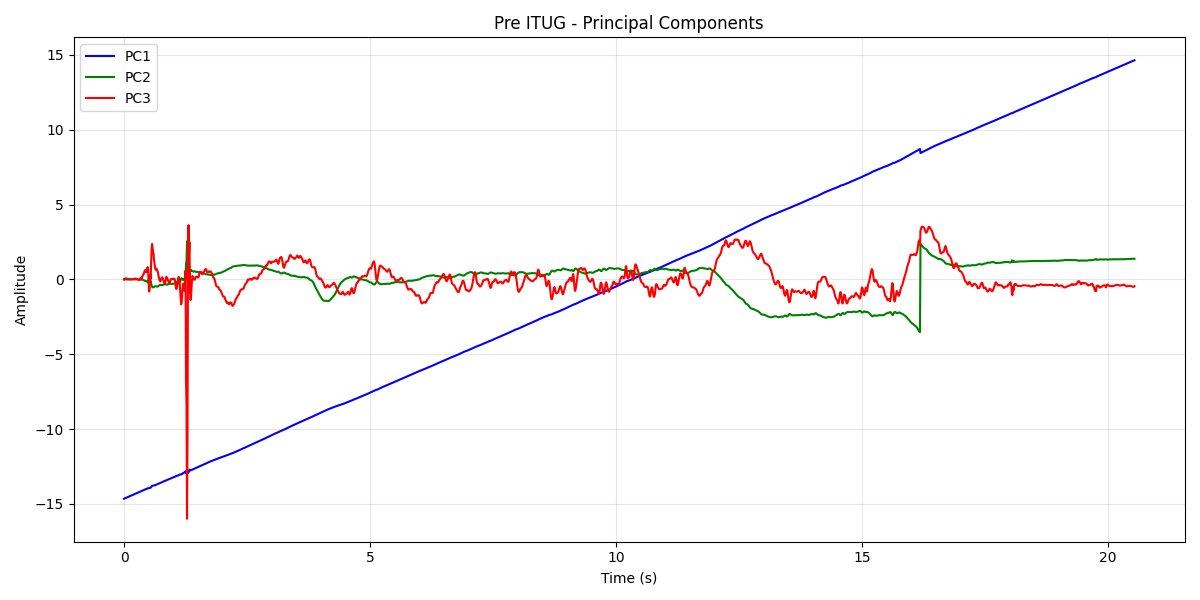 Pre ITUG - Principal Components
PC1
PC2
PC3
15
10
5
0
−5
−10
−15
Amplitude
0 5 10 15 20
Time (s)